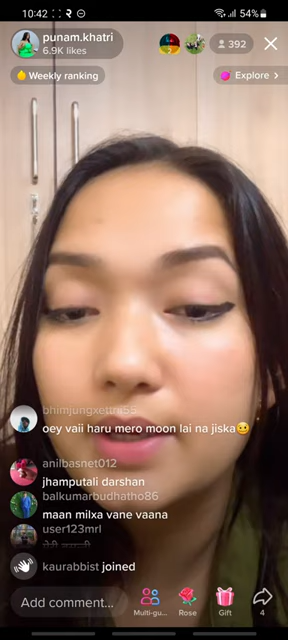 10:42
54%
punam.khatri
6.9K likes
2
392
Weekly ranking
Explore >
bhimjungxettri55
oey vaii haru mero moon lai na jiska😃
anilbasnet012
jhamputali darshan
balkumarbudhatho86
maan milxa vane vaana
user123mrl
kaurabbist joined
Add comment...
Multi-gu...
Rose
Gift
4